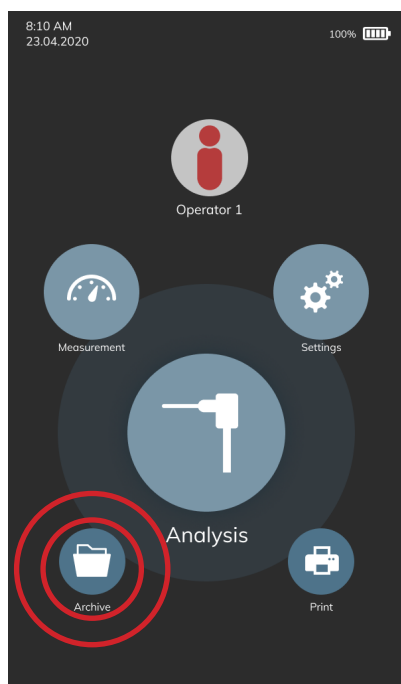 8:10 AM
23.04.2020
100%
Operator 1
Measurement
Settings
Analysis
Archive
Print